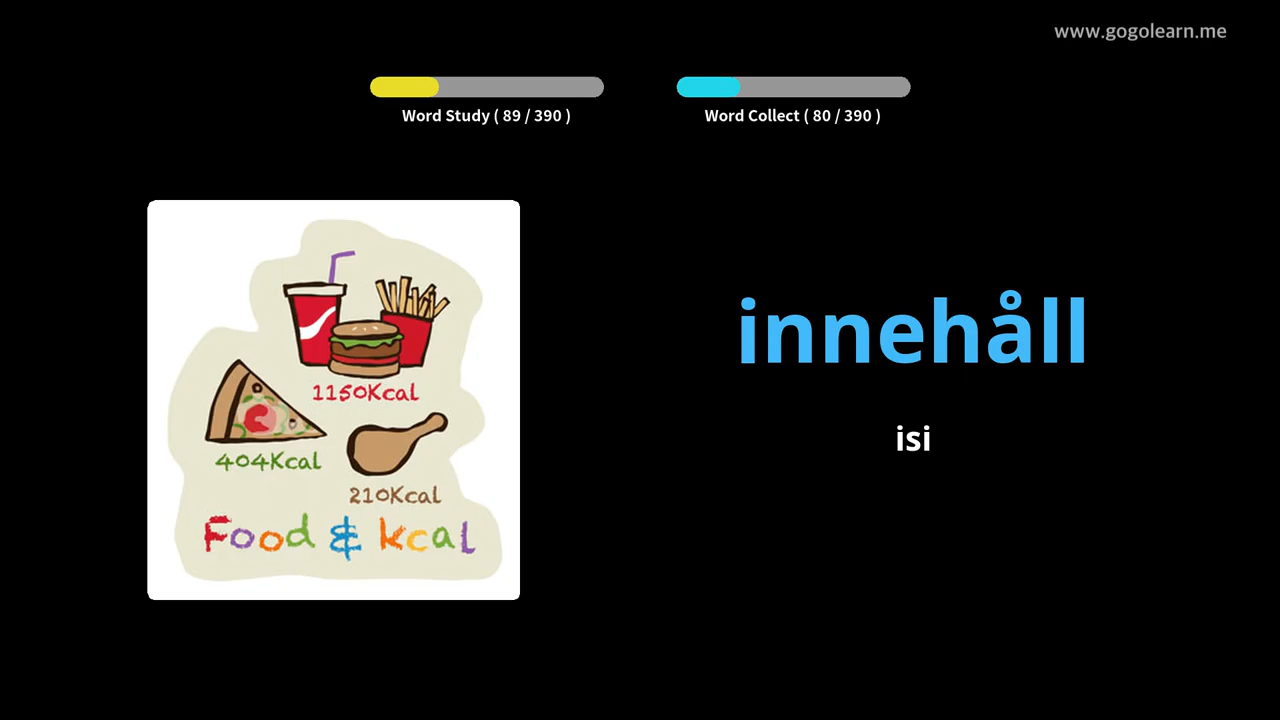 www.gogolearn.me
Word Study ( 89 / 390 )
Word Collect ( 80 / 390 )
1150Kcal
404Kcal
210Kcal
Food & kcal
innehåll
isi